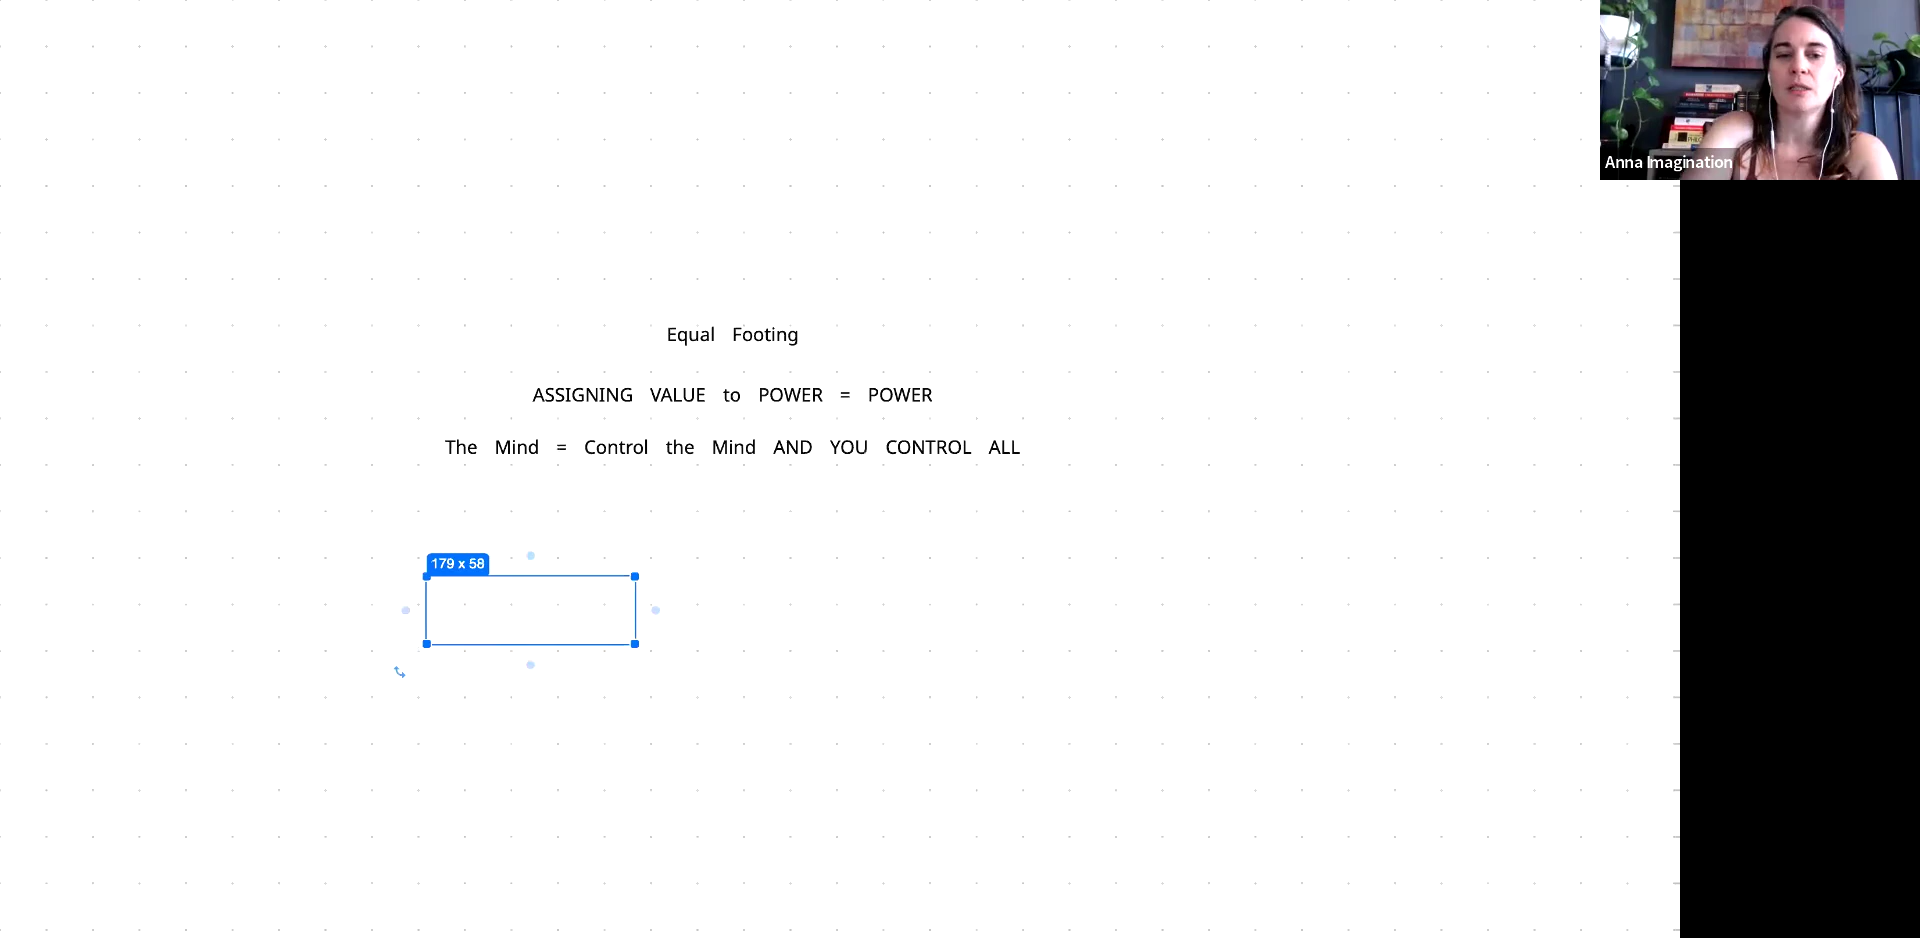 Anna Imagination
Equal Footing
ASSIGNING VALUE to POWER = POWER
The Mind = Control the Mind AND YOU CONTROL ALL
179 x 58